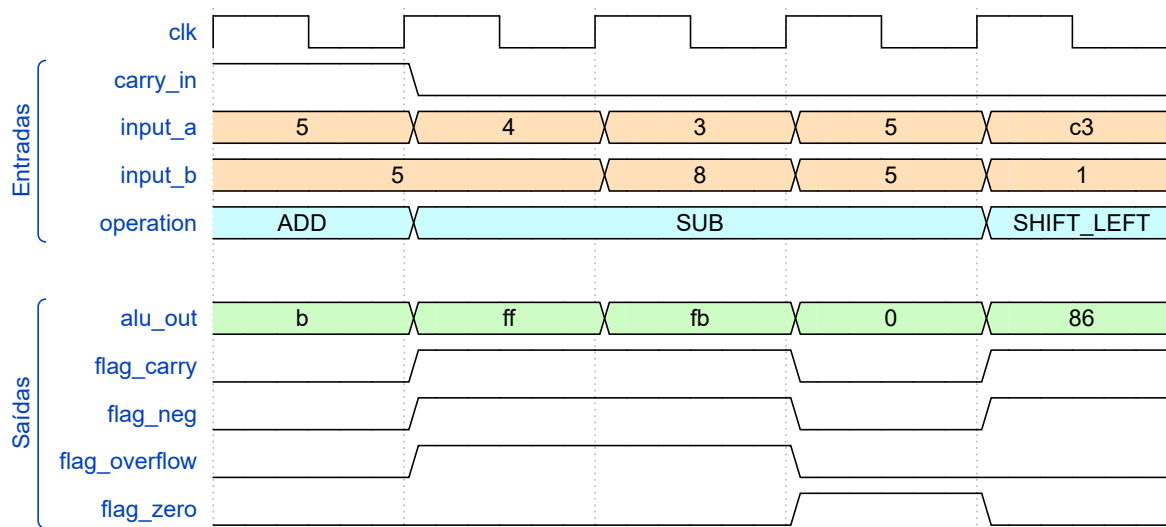 clk
Entradas
carry_in
input_a 5 4 3 5 c3
input_b 5 8 5 1
operation ADD SUB SHIFT_LEFT
Saídas
alu_out b ff fb 0 86
flag_carry
flag_neg
flag_overflow
flag_zero